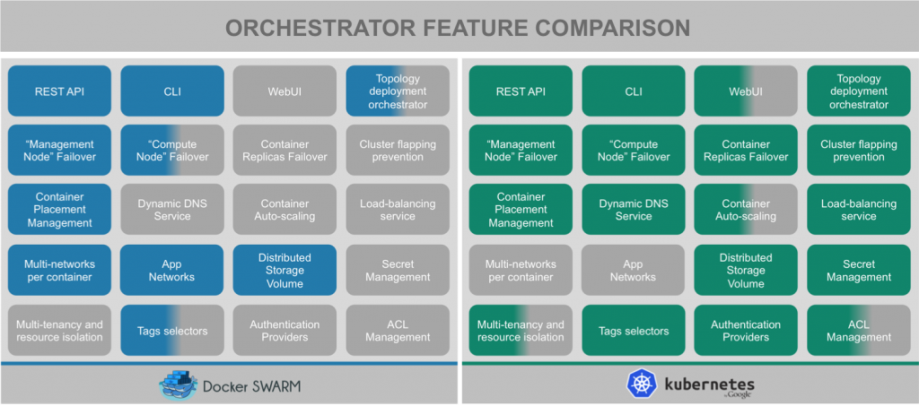 ORCHESTRATOR FEATURE COMPARISON
REST API
CLI
WebUI
Topology
deployment
orchestrator
"Management
Node" Failover
"Compute
Node" Failover
Container
Replicas Failover
Cluster flapping
prevention
Container
Placement
Management
Dynamic DNS
Service
Container
Auto-scaling
Load-balancing
service
Multi-networks
per container
App
Networks
Distributed
Storage
Volume
Secret
Management
Multi-tenancy and
resource isolation
Tags selectors
Authentication
Providers
ACL
Management
Docker SWARM
REST API
CLI
WebUI
Topology
deployment
orchestrator
"Management
Node" Failover
"Compute
Node" Failover
Container
Replicas Failover
Cluster flapping
prevention
Container
Placement
Management
Dynamic DNS
Service
Container
Auto-scaling
Load-balancing
service
Multi-networks
per container
App
Networks
Distributed
Storage
Volume
Secret
Management
Multi-tenancy and
resource isolation
Tags selectors
Authentication
Providers
ACL
Management
kubernetes
by Google